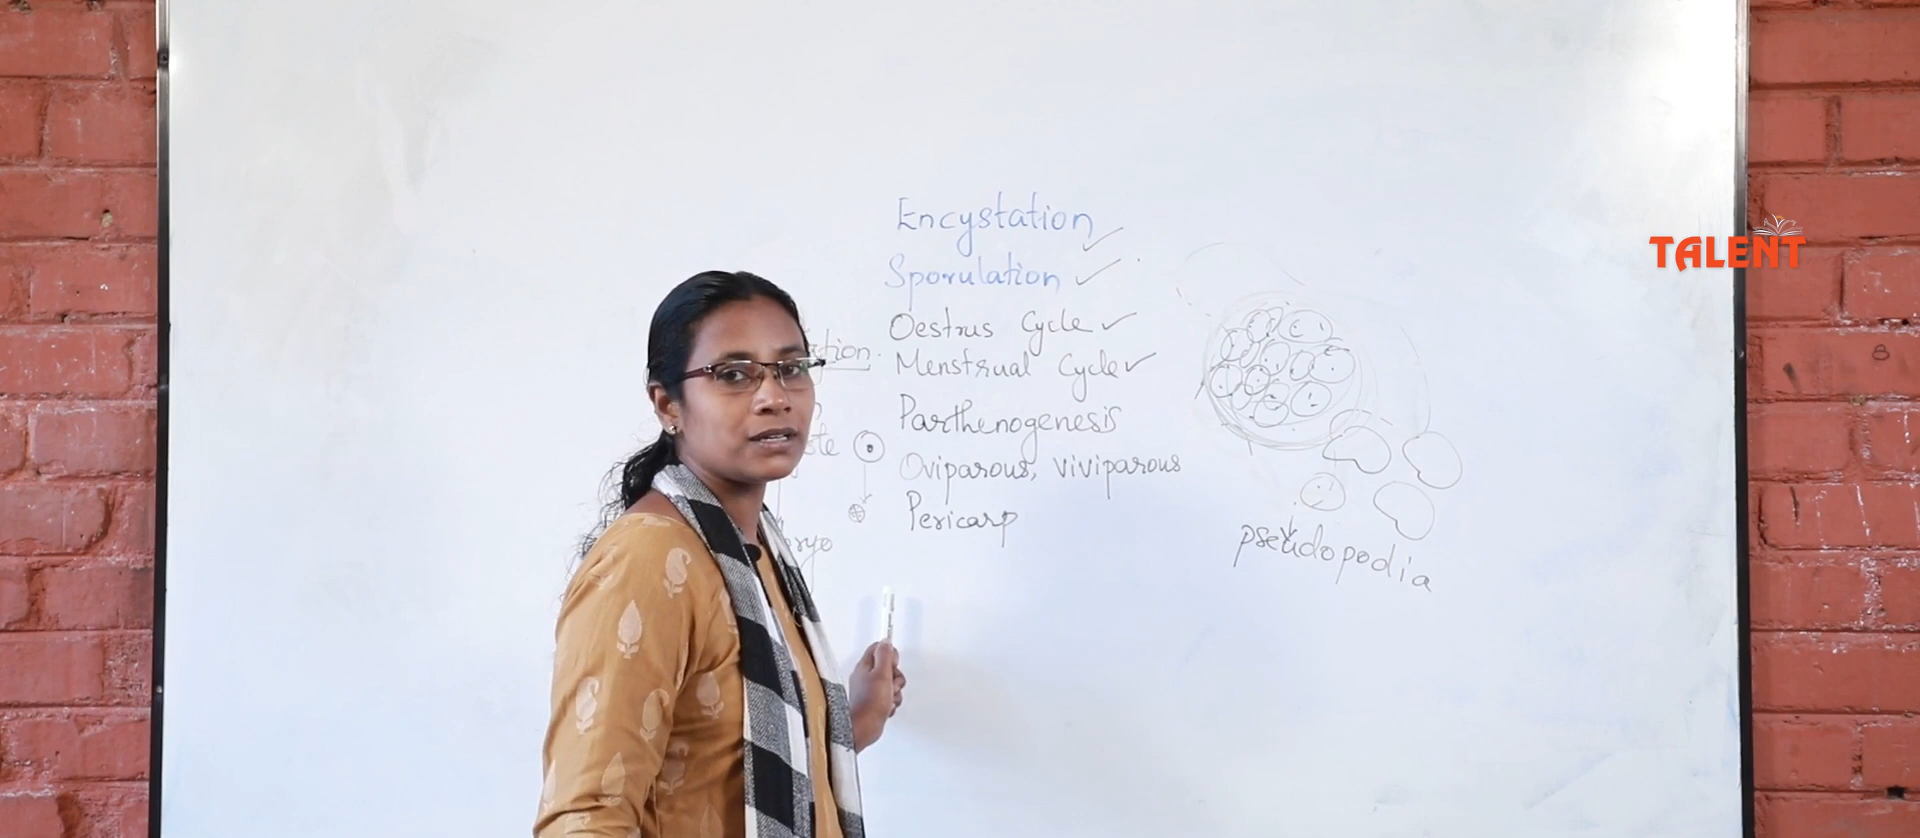 Encystation
Sporulation
Oestrus Cycle
Menstrual Cycle
Parthenogenesis
Oviparous, viviparous
Pericarp
pseudopodia
TALENT